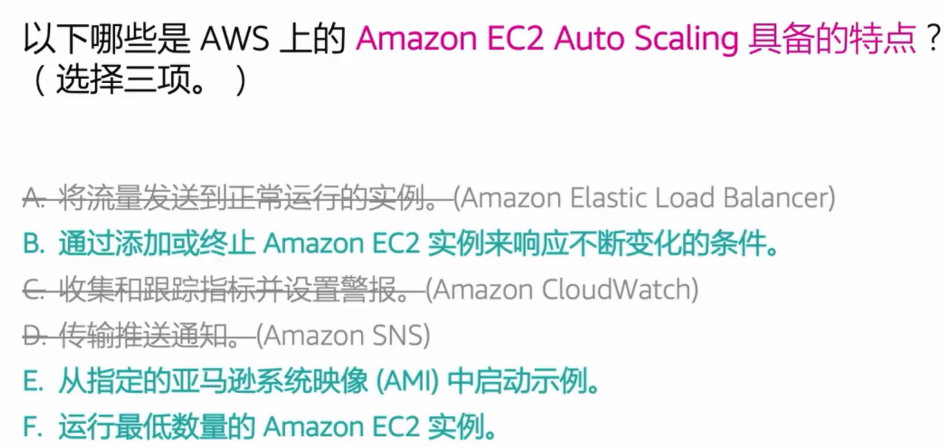 以下哪些是 AWS 上的 Amazon EC2 Auto Scaling 具备的特点？
（选择三项。）
A. 将流量发送到正常运行的实例。(Amazon Elastic Load Balancer)
B. 通过添加或终止 Amazon EC2 实例来响应不断变化的条件。
C. 收集和跟踪指标并设置警报。(Amazon CloudWatch)
D. 传输推送通知。(Amazon SNS)
E. 从指定的亚马逊系统映像 (AMI) 中启动示例。
F. 运行最低数量的 Amazon EC2 实例。